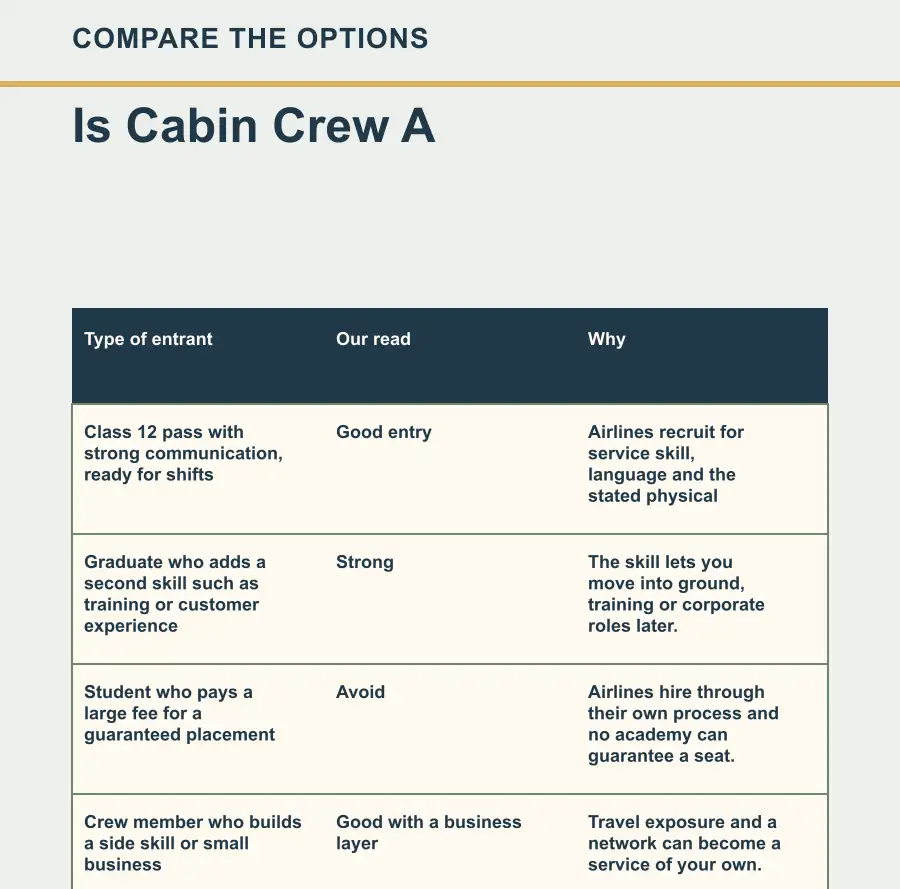 COMPARE THE OPTIONS
Is Cabin Crew A
Type of entrant
Our read
Why
Class 12 pass with
strong communication,
ready for shifts
Good entry
Airlines recruit for
service skill,
language and the
stated physical
Graduate who adds a
second skill such as
training or customer
experience
Strong
The skill lets you
move into ground,
training or corporate
roles later.
Student who pays a
large fee for a
guaranteed placement
Avoid
Airlines hire through
their own process and
no academy can
guarantee a seat.
Crew member who builds
a side skill or small
business
Good with a business
layer
Travel exposure and a
network can become a
service of your own.